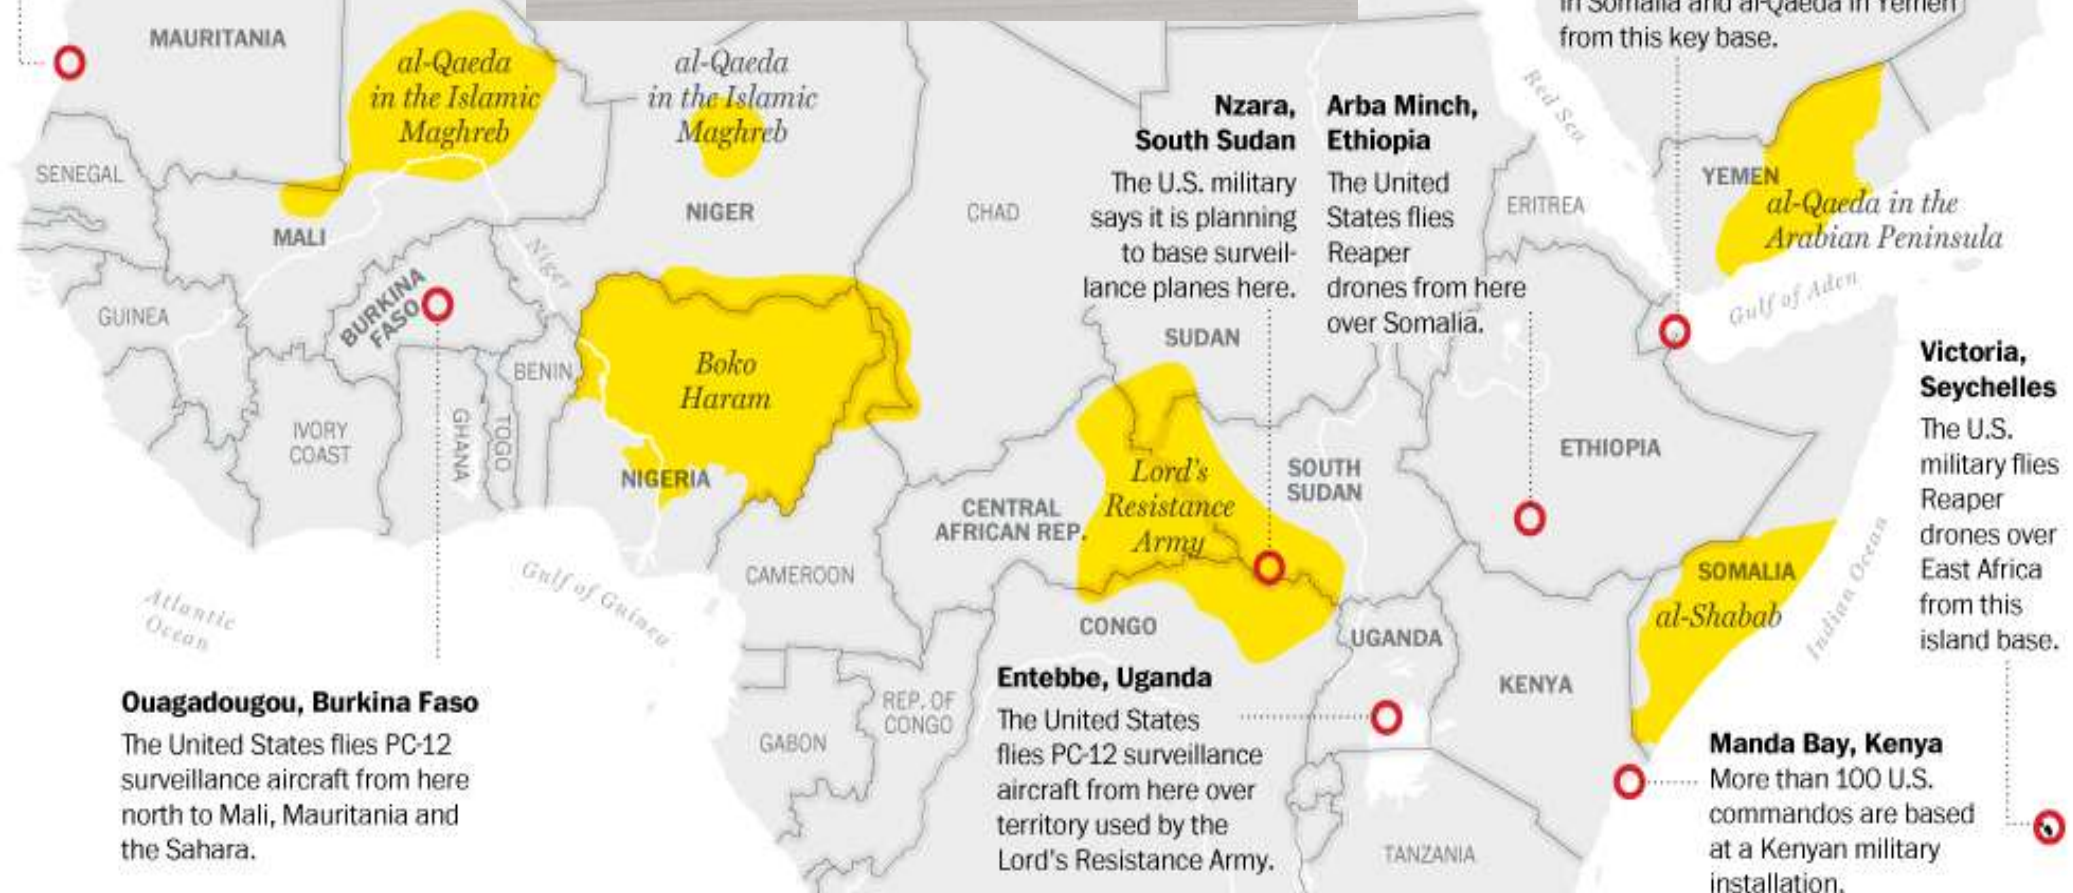 in Somalia and al-Qaeda in Yemen
from this key base.
MAURITANIA
al-Qaeda
in the Islamic
Maghreb
al-Qaeda
in the Islamic
Maghreb
Nzara,
South Sudan
The U.S. military
says it is planning
to base surveil-
lance planes here.
Arba Minch,
Ethiopia
The United
States flies
Reaper
drones from here
over Somalia.
Red Sea
SENEGAL
MALI
NIGER
CHAD
ERITREA
YEMEN
al-Qaeda in the
Arabian Peninsula
Niger
GUINEA
BURKINA
FASO
Gulf of Aden
SUDAN
BENIN
Boko
Haram
IVORY
COAST
GHANA
TOGO
NIGERIA
Lord's
Resistance
Army
CENTRAL
AFRICAN REP.
SOUTH
SUDAN
ETHIOPIA
Victoria,
Seychelles
The U.S.
military flies
Reaper
drones over
East Africa
from this
island base.
Atlantic
Ocean
Gulf of Guinea
CAMEROON
CONGO
UGANDA
SOMALIA
al-Shabab
Indian Ocean
KENYA
Ouagadougou, Burkina Faso
The United States flies PC-12
surveillance aircraft from here
north to Mali, Mauritania and
the Sahara.
GABON
REP. OF
CONGO
Entebbe, Uganda
The United States
flies PC-12 surveillance
aircraft from here over
territory used by the
Lord's Resistance Army.
TANZANIA
Manda Bay, Kenya
More than 100 U.S.
commandos are based
at a Kenyan military
installation.